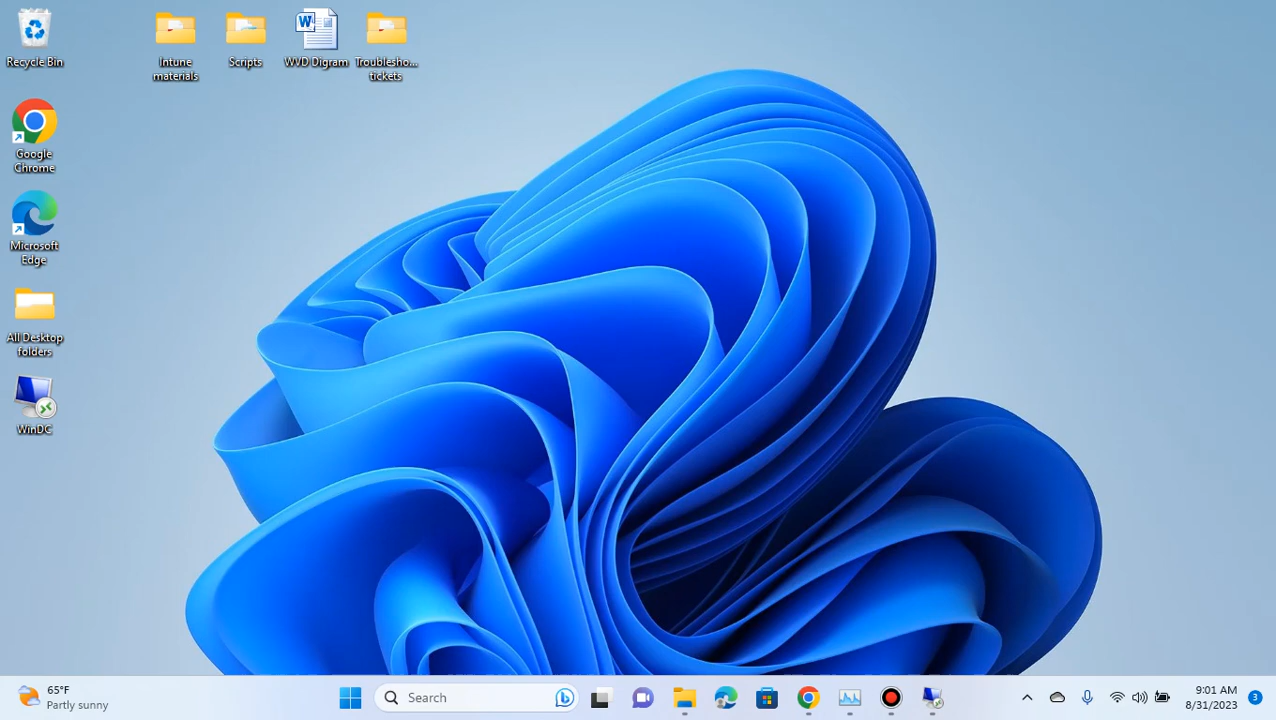 Recycle Bin
Intune
materials
Scripts
WVD Digram
Troublesho...
tickets
Google
Chrome
Microsoft
Edge
All Desktop
folders
WinDC
65°F
Partly sunny
Search
9:01 AM
8/31/2023
3